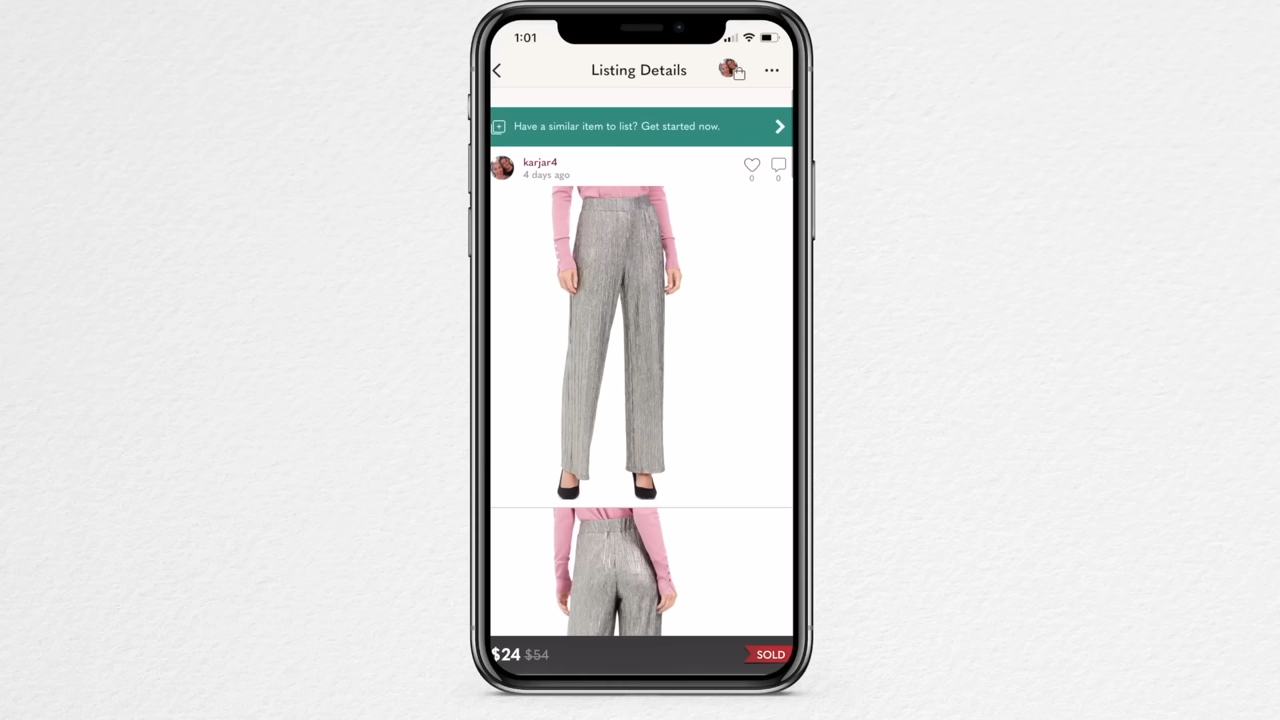 1:01
Listing Details
Have a similar item to list? Get started now.
karjar4
4 days ago
0 0
$24 $54 SOLD